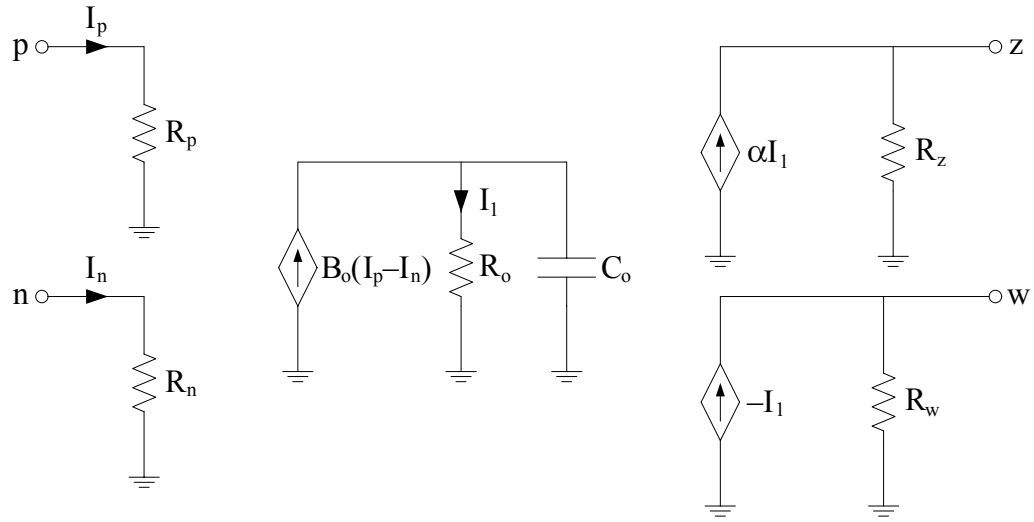 I_p
p
R_p
z
αI_1
R_z
I_1
B_o(I_p–I_n)
R_o
C_o
I_n
n
R_n
w
–I_1
R_w